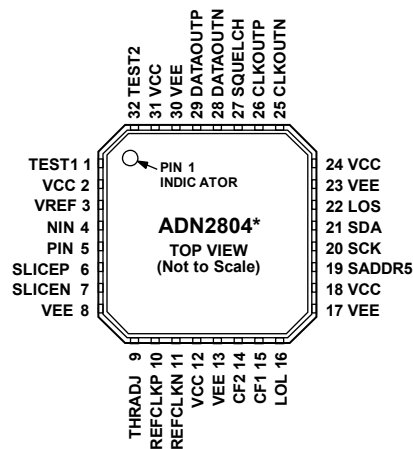 32 TEST2
31 VCC
30 VEE
29 DATAOUTP
28 DATAOUTN
27 SQUELCH
26 CLKOUTP
25 CLKOUTN
TEST1 1
VCC 2
VREF 3
NIN 4
PIN 5
SLICEP 6
SLICEN 7
VEE 8
PIN 1
INDIC ATOR
ADN2804*
TOP VIEW
(Not to Scale)
24 VCC
23 VEE
22 LOS
21 SDA
20 SCK
19 SADDR5
18 VCC
17 VEE
THRADJ 9
REFCLKP 10
REFCLKN 11
VCC 12
VEE 13
CF2 14
CF1 15
LOL 16